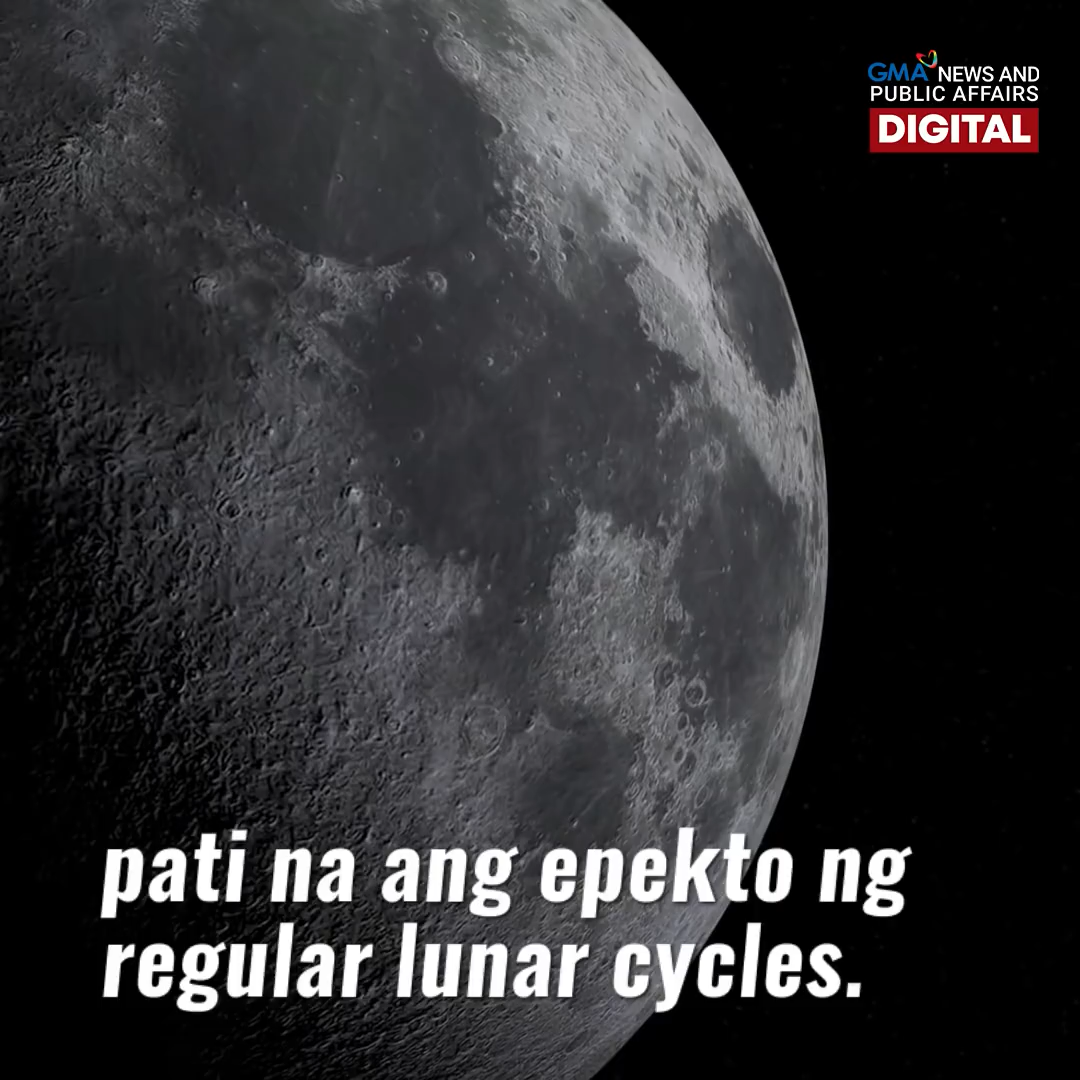 GMA NEWS AND
PUBLIC AFFAIRS
DIGITAL
pati na ang epekto ng
regular lunar cycles.